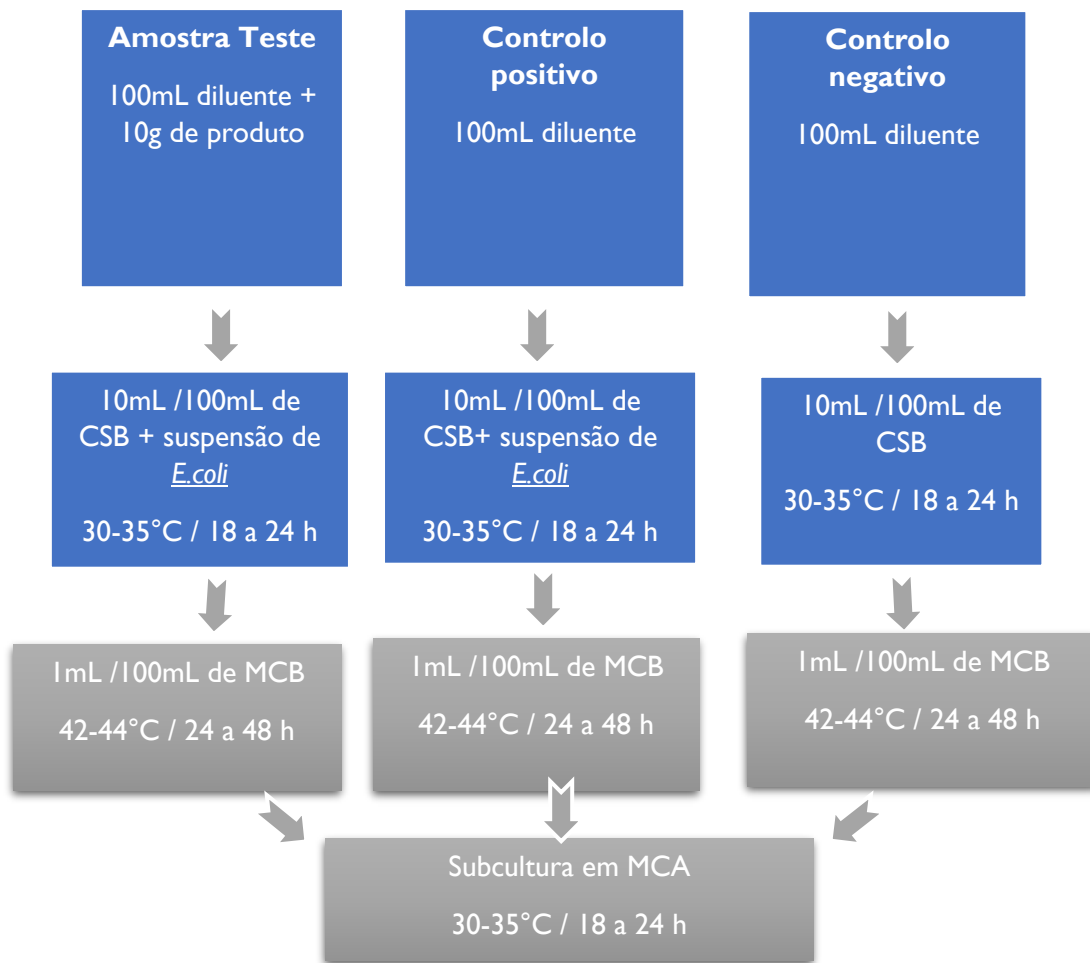 Amostra Teste
100mL diluente +
10g de produto
Controlo
positivo
100mL diluente
Controlo
negativo
100mL diluente
10mL /100mL de
CSB + suspensão de
E.coli
30-35°C / 18 a 24 h
10mL /100mL de
CSB+ suspensão de
E.coli
30-35°C / 18 a 24 h
10mL /100mL de
CSB
30-35°C / 18 a 24 h
1mL /100mL de MCB
42-44°C / 24 a 48 h
1mL /100mL de MCB
42-44°C / 24 a 48 h
1mL /100mL de MCB
42-44°C / 24 a 48 h
Subcultura em MCA
30-35°C / 18 a 24 h